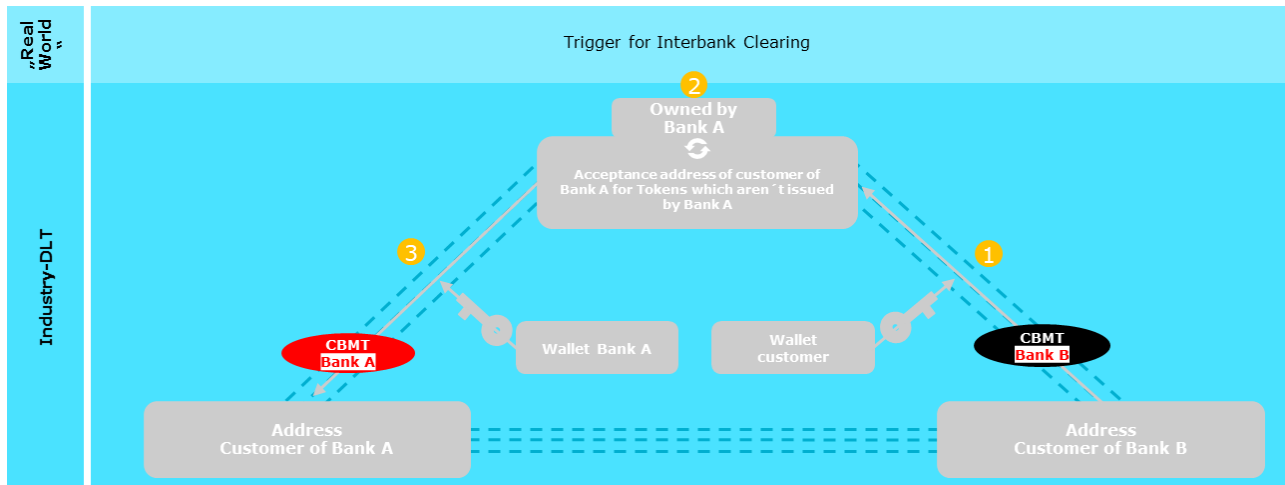 „Real
World
“
Trigger for Interbank Clearing
Industry-DLT
2
Owned by
Bank A
Acceptance address of customer of
Bank A for Tokens which aren´t issued
by Bank A
3
1
CBMT
Bank A
Wallet Bank A
Wallet
customer
CBMT
Bank B
Address
Customer of Bank A
Address
Customer of Bank B